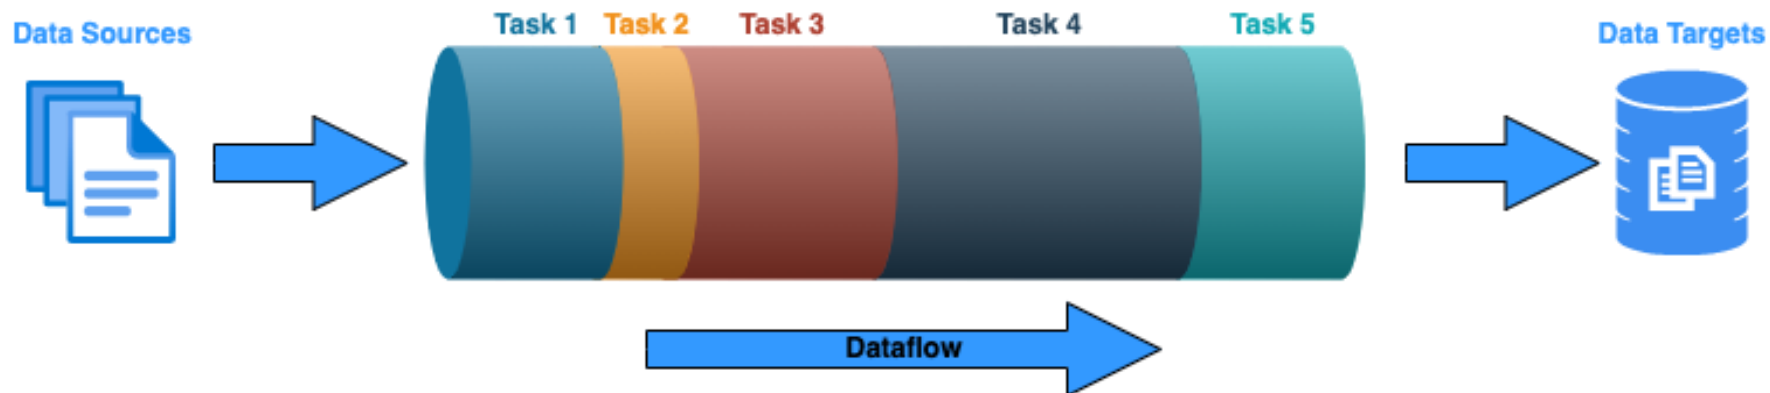 Data Sources
Task 1
Task 2
Task 3
Task 4
Task 5
Data Targets
Dataflow